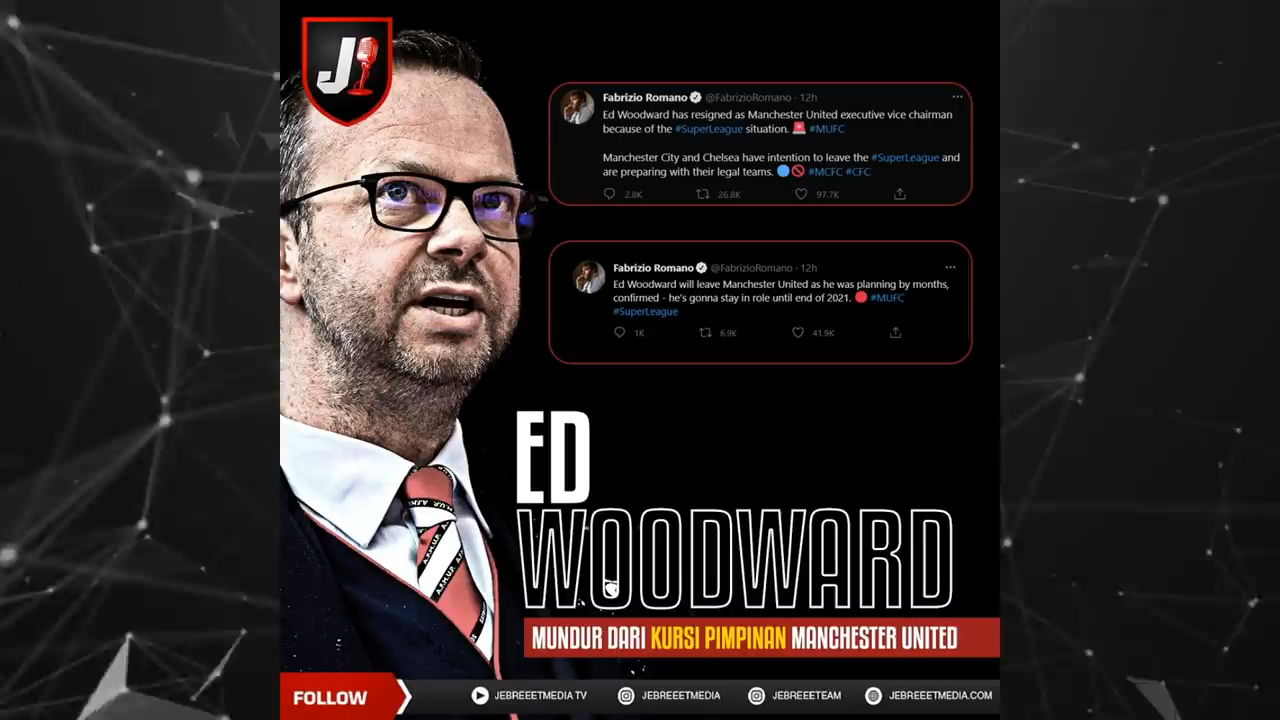 J
Fabrizio Romano @FabrizioRomano · 12h
Ed Woodward has resigned as Manchester United executive vice chairman
because of the #SuperLeague situation. 🚨 #MUFC
Manchester City and Chelsea have intention to leave the #SuperLeague and
are preparing with their legal teams. 🔵🚫 #MCFC #CFC
2.8K 26.8K 97.7K
Fabrizio Romano @FabrizioRomano · 12h
Ed Woodward will leave Manchester United as he was planning by months,
confirmed - he's gonna stay in role until end of 2021. 🔴 #MUFC
#SuperLeague
1K 6.9K 41.9K
ED
WOODWARD
MUNDUR DARI KURSI PIMPINAN MANCHESTER UNITED
FOLLOW JEBREEETMEDIA TV JEBREEETMEDIA JEBREEETEAM JEBREEETMEDIA.COM